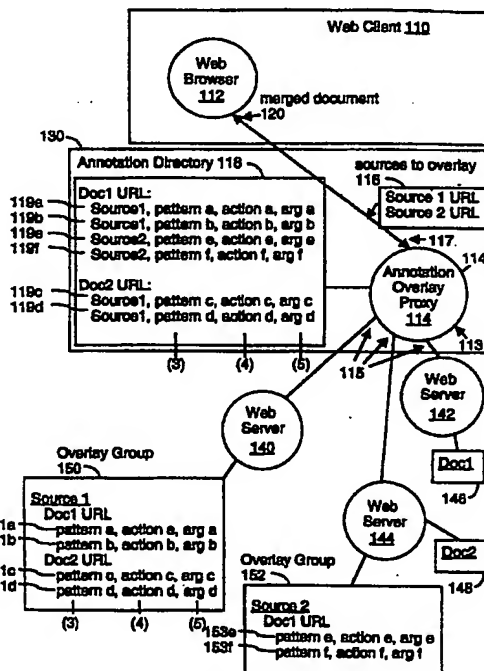 Web Client 110
Web
Browser
112
merged document
120
130
Annotation Directory 118
sources to overlay
116
Source 1 URL
Source 2 URL
Doc1 URL:
119a Source1, pattern a, action a, arg a
119b Source1, pattern b, action b, arg b
119e Source2, pattern e, action e, arg e
119f Source2, pattern f, action f, arg f
Doc2 URL:
119c Source1, pattern c, action c, arg c
119d Source1, pattern d, action d, arg d
117
114
Annotation
Overlay
Proxy
114
113
(3) (4) (5)
115
Web
Server
142
Web
Server
140
Doc1
146
Overlay Group
150
Source 1
Doc1 URL
1a pattern a, action a, arg a
1b pattern b, action b, arg b
Doc2 URL
1c pattern c, action c, arg c
1d pattern d, action d, arg d
(3) (4) (5)
Web
Server
144
Doc2
148
Overlay Group
152
Source 2
Doc1 URL
153e pattern e, action e, arg e
153f pattern f, action f, arg f